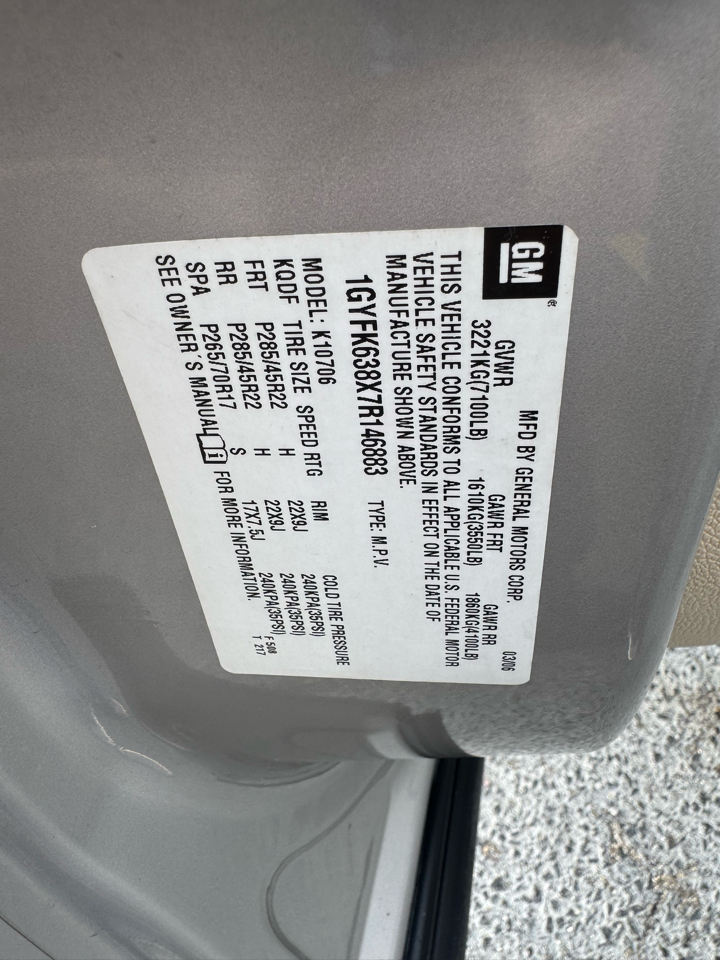 GM
®
MFD BY GENERAL MOTORS CORP. 03/06
GVWR GAWR FRT GAWR RR
3221KG(7100LB) 1610KG(3550LB) 1860KG(4100LB)
THIS VEHICLE CONFORMS TO ALL APPLICABLE U.S. FEDERAL MOTOR
VEHICLE SAFETY STANDARDS IN EFFECT ON THE DATE OF
MANUFACTURE SHOWN ABOVE.
1GYFK638X7R146883 TYPE: M.P.V.
MODEL: K10706
KQDF TIRE SIZE SPEED RTG RIM COLD TIRE PRESSURE
FRT P285/45R22 H 22X9J 240KPA(35PSI)
RR P285/45R22 H 22X9J 240KPA(35PSI)
SPA P265/70R17 S 17X7.5J 240KPA(35PSI)
SEE OWNER´S MANUAL i FOR MORE INFORMATION. F 508
T 217